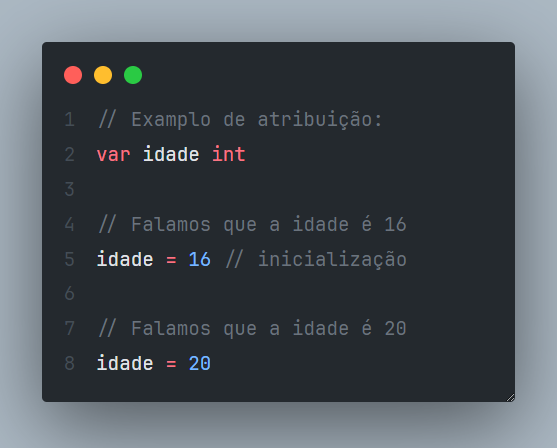 1 // Examplo de atribuição:
2 var idade int
3
4 // Falamos que a idade é 16
5 idade = 16 // inicialização
6
7 // Falamos que a idade é 20
8 idade = 20